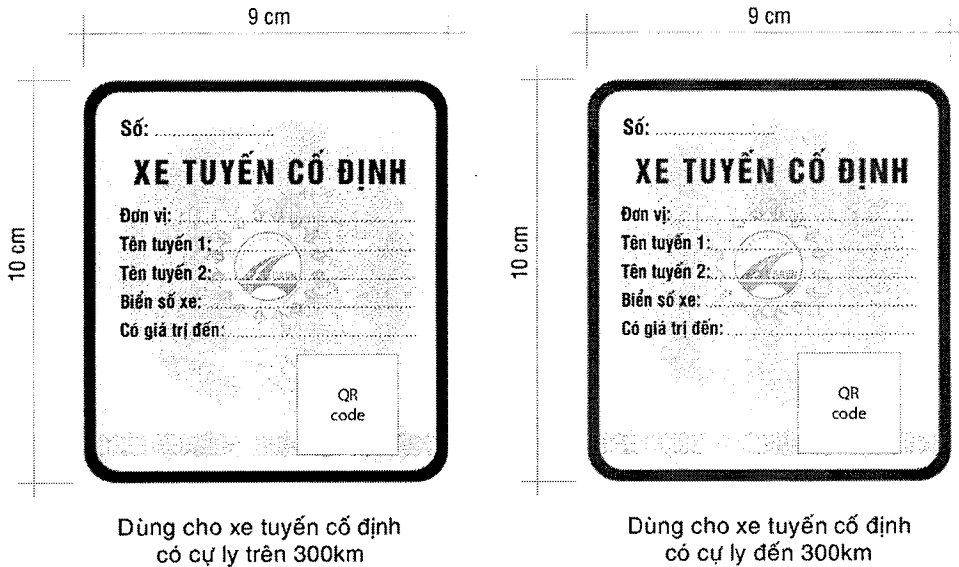 9 cm
10 cm
Số:
XE TUYẾN CỐ ĐỊNH
Đơn vị:
Tên tuyến 1:
Tên tuyến 2:
Biển số xe:
Có giá trị đến:
QR
code
Dùng cho xe tuyến cố định
có cự ly trên 300km
9 cm
10 cm
Số:
XE TUYẾN CỐ ĐỊNH
Đơn vị:
Tên tuyến 1:
Tên tuyến 2:
Biển số xe:
Có giá trị đến:
QR
code
Dùng cho xe tuyến cố định
có cự ly đến 300km